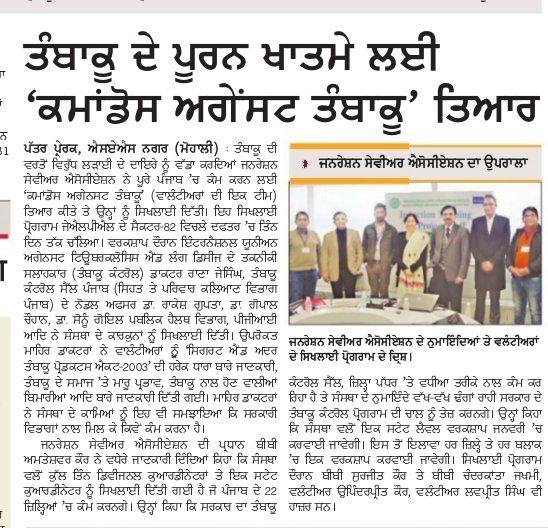 ਤੰਬਾਕੂ ਦੇ ਪੂਰਨ ਖਾਤਮੇ ਲਈ
‘ਕਮਾਂਡੋਸ ਅਗੇਂਸਟ ਤੰਬਾਕੂ’ ਤਿਆਰ
ਪੱਤਰ ਪ੍ਰੇਰਕ, ਐਸਏਐਸ ਨਗਰ (ਮੋਹਾਲੀ) : ਤੰਬਾਕੂ ਦੀ
ਵਰਤੋਂ ਵਿਰੁੱਧ ਲੜਾਈ ਦੇ ਦਾਇਰੇ ਨੂੰ ਵੱਡਾ ਕਰਦਿਆਂ ਜਨਰੇਸ਼ਨ
ਸੇਵੀਅਰ ਐਸੋਸੀਏਸ਼ਨ ਨੇ ਪੂਰੇ ਪੰਜਾਬ ’ਚ ਕੰਮ ਕਰਨ ਲਈ
‘ਕਮਾਂਡੋਸ ਅਗੇਨਸਟ ਤੰਬਾਕੂ’ (ਵਾਲੰਟੀਅਰਾਂ ਦੀ ਇਕ ਟੀਮ)
ਤਿਆਰ ਕੀਤੇ ਤੇ ਉਨ੍ਹਾਂ ਨੂੰ ਸਿਖਲਾਈ ਦਿੱਤੀ। ਇਹ ਸਿਖਲਾਈ
ਪ੍ਰੋਗਰਾਮ ਜੇਐਲਪੀਐਲ ਦੇ ਸੈਕਟਰ-82 ਵਿਚਲੇ ਦਫਤਰ ’ਚ ਤਿੰਨ
ਦਿਨ ਤੱਕ ਚੱਲਿਆ। ਵਰਕਸ਼ਾਪ ਦੌਰਾਨ ਇੰਟਰਨੈਸ਼ਨਲ ਯੂਨੀਅਨ
ਅਗੇਨਸਟ ਟਿਊਬਰਕਲੋਸਿਸ ਐਂਡ ਲੰਗ ਡਿਸੀਜ ਦੇ ਤਕਨੀਕੀ
ਸਲਾਹਕਾਰ (ਤੰਬਾਕੂ ਕੰਟਰੋਲ) ਡਾਕਟਰ ਰਾਣਾ ਜੇਸਿੰਘ, ਤੰਬਾਕੂ
ਕੰਟਰੋਲ ਸੈੱਲ ਪੰਜਾਬ (ਸਿਹਤ ਤੇ ਪਰਿਵਾਰ ਕਲਿਆਣ ਵਿਭਾਗ
ਪੰਜਾਬ) ਦੇ ਨੋਡਲ ਅਫਸਰ ਡਾ. ਰਾਕੇਸ਼ ਗੁਪਤਾ, ਡਾ. ਗੋਪਾਲ
ਚੌਹਾਨ, ਡਾ. ਸੋਨੂੰ ਗੋਇਲ ਪਬਲਿਕ ਹੈਲਥ ਵਿਭਾਗ, ਪੀਜੀਆਈ
ਆਦਿ ਨੇ ਸੰਸਥਾ ਦੇ ਕਾਰਕੁਨਾਂ ਨੂੰ ਸਿਖਲਾਈ ਦਿੱਤੀ। ਉਪਰੋਕਤ
ਮਾਹਿਰ ਡਾਕਟਰਾਂ ਨੇ ਵਾਲੰਟੀਅਰਾਂ ਨੂੰ ‘ਸਿਗਰਟ ਐਂਡ ਅਦਰ
ਤੰਬਾਕੂ ਪ੍ਰੋਡਕਟਸ ਐਕਟ-2003’ ਦੀ ਹਰੇਕ ਧਾਰਾ ਬਾਰੇ ਜਾਣਕਾਰੀ,
ਤੰਬਾਕੂ ਦੇ ਸਮਾਜ ’ਤੇ ਮਾਰੂ ਪ੍ਰਭਾਵ, ਤੰਬਾਕੂ ਨਾਲ ਹੋਣ ਵਾਲੀਆਂ
ਬਿਮਾਰੀਆਂ ਆਦਿ ਬਾਰੇ ਜਾਣਕਾਰੀ ਦਿੱਤੀ ਗਈ। ਮਾਹਿਰ ਡਾਕਟਰਾਂ
ਨੇ ਸੰਸਥਾ ਦੇ ਕਾਮਿਆਂ ਨੂੰ ਇਹ ਵੀ ਸਮਝਾਇਆ ਕਿ ਸਰਕਾਰੀ
ਵਿਭਾਗਾਂ ਨਾਲ ਮਿਲ ਕੇ ਕਿਵੇਂ ਕੰਮ ਕਰਨਾ ਹੈ।
ਜਨਰੇਸ਼ਨ ਸੇਵੀਅਰ ਐਸੋਸੀਏਸ਼ਨ ਦੀ ਪ੍ਰਧਾਨ ਬੀਬੀ
ਅਮਤੇਸ਼ਵਰ ਕੌਰ ਨੇ ਵਧੇਰੇ ਜਾਣਕਾਰੀ ਦਿੰਦਿਆਂ ਕਿਹਾ ਕਿ ਸੰਸਥਾ
ਵਲੋਂ ਕੁੱਲ ਤਿੰਨ ਡਿਵੀਜਨਲ ਕੁਆਰਡੀਨੇਟਰਾਂ ਤੇ ਇਕ ਸਟੇਟ
ਕੁਆਰਡੀਨੇਟਰ ਨੂੰ ਸਿਖਲਾਈ ਦਿੱਤੀ ਗਈ ਹੈ ਜੋ ਪੰਜਾਬ ਦੇ 22
ਜ਼ਿਲ੍ਹਿਆਂ ’ਚ ਕੰਮ ਕਰਨਗੇ। ਉਨ੍ਹਾਂ ਕਿਹਾ ਕਿ ਸਰਕਾਰ ਦਾ ਤੰਬਾਕੂ
ਜਨਰੇਸ਼ਨ ਸੇਵੀਅਰ ਐਸੋਸੀਏਸ਼ਨ ਦਾ ਉਪਰਾਲਾ
ਜਨਰੇਸ਼ਨ ਸੇਵੀਅਰ ਐਸੋਸੀਏਸ਼ਨ ਦੇ ਨੁਮਾਇੰਦਿਆਂ ਤੇ ਵਲੰਟੀਅਰਾਂ
ਦੇ ਸਿਖਲਾਈ ਪ੍ਰੋਗਰਾਮ ਦੇ ਦ੍ਰਿਸ਼।
ਕੰਟਰੋਲ ਸੈੱਲ, ਜ਼ਿਲ੍ਹਾ ਪੱਧਰ ’ਤੇ ਵਧੀਆ ਤਰੀਕੇ ਨਾਲ ਕੰਮ ਕਰ
ਰਿਹਾ ਹੈ ਤੇ ਸੰਸਥਾ ਦੇ ਨੁਮਾਇੰਦੇ ਵੱਖ-ਵੱਖ ਢੰਗਾਂ ਰਾਹੀਂ ਸਰਕਾਰ ਦੇ
ਤੰਬਾਕੂ ਕੰਟਰੋਲ ਪ੍ਰੋਗਰਾਮ ਦੀ ਚਾਲ ਨੂੰ ਤੇਜ਼ ਕਰਨਗੇ। ਉਨ੍ਹਾਂ ਕਿਹਾ
ਕਿ ਸੰਸਥਾ ਵਲੋਂ ਇਕ ਸਟੇਟ ਲੈਵਲ ਵਰਕਸ਼ਾਪ ਜਨਵਰੀ ’ਚ
ਕਰਵਾਈ ਜਾਵੇਗੀ। ਇਸ ਤੋਂ ਇਲਾਵਾ ਹਰ ਜ਼ਿਲ੍ਹੇ ਤੇ ਹਰ ਬਲਾਕ
’ਚ ਇਕ ਵਰਕਸ਼ਾਪ ਕਰਵਾਈ ਜਾਵੇਗੀ। ਸਿਖਲਾਈ ਪ੍ਰੋਗਰਾਮ
ਦੌਰਾਨ ਬੀਬੀ ਸੁਰਜੀਤ ਕੌਰ ਤੇ ਬੀਬੀ ਚੰਦਰਕਾਂਤਾ ਜਖਮੀ,
ਵਲੰਟੀਅਰ ਉਪਿੰਦਰਪ੍ਰੀਤ ਕੌਰ, ਵਲੰਟੀਅਰ ਲਵਪ੍ਰੀਤ ਸਿੰਘ ਵੀ
ਹਾਜ਼ਰ ਸਨ।